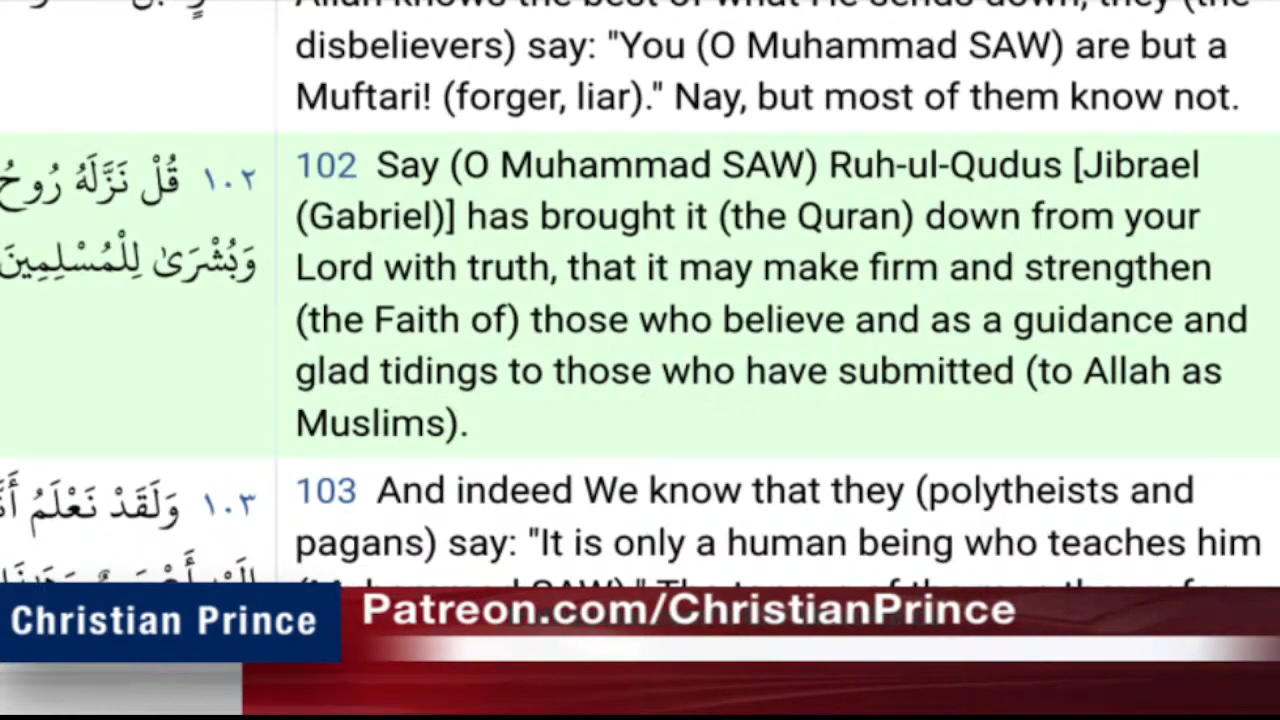 disbelievers) say: "You (O Muhammad SAW) are but a
Muftari! (forger, liar)." Nay, but most of them know not.
١٠٢ قُلْ نَزَّلَهُ رُوحُ
وَبُشْرَىٰ لِلْمُسْلِمِينَ
102 Say (O Muhammad SAW) Ruh-ul-Qudus [Jibrael
(Gabriel)] has brought it (the Quran) down from your
Lord with truth, that it may make firm and strengthen
(the Faith of) those who believe and as a guidance and
glad tidings to those who have submitted (to Allah as
Muslims).
١٠٣ وَلَقَدْ نَعْلَمُ
103 And indeed We know that they (polytheists and
pagans) say: "It is only a human being who teaches him
Christian Prince
Patreon.com/ChristianPrince